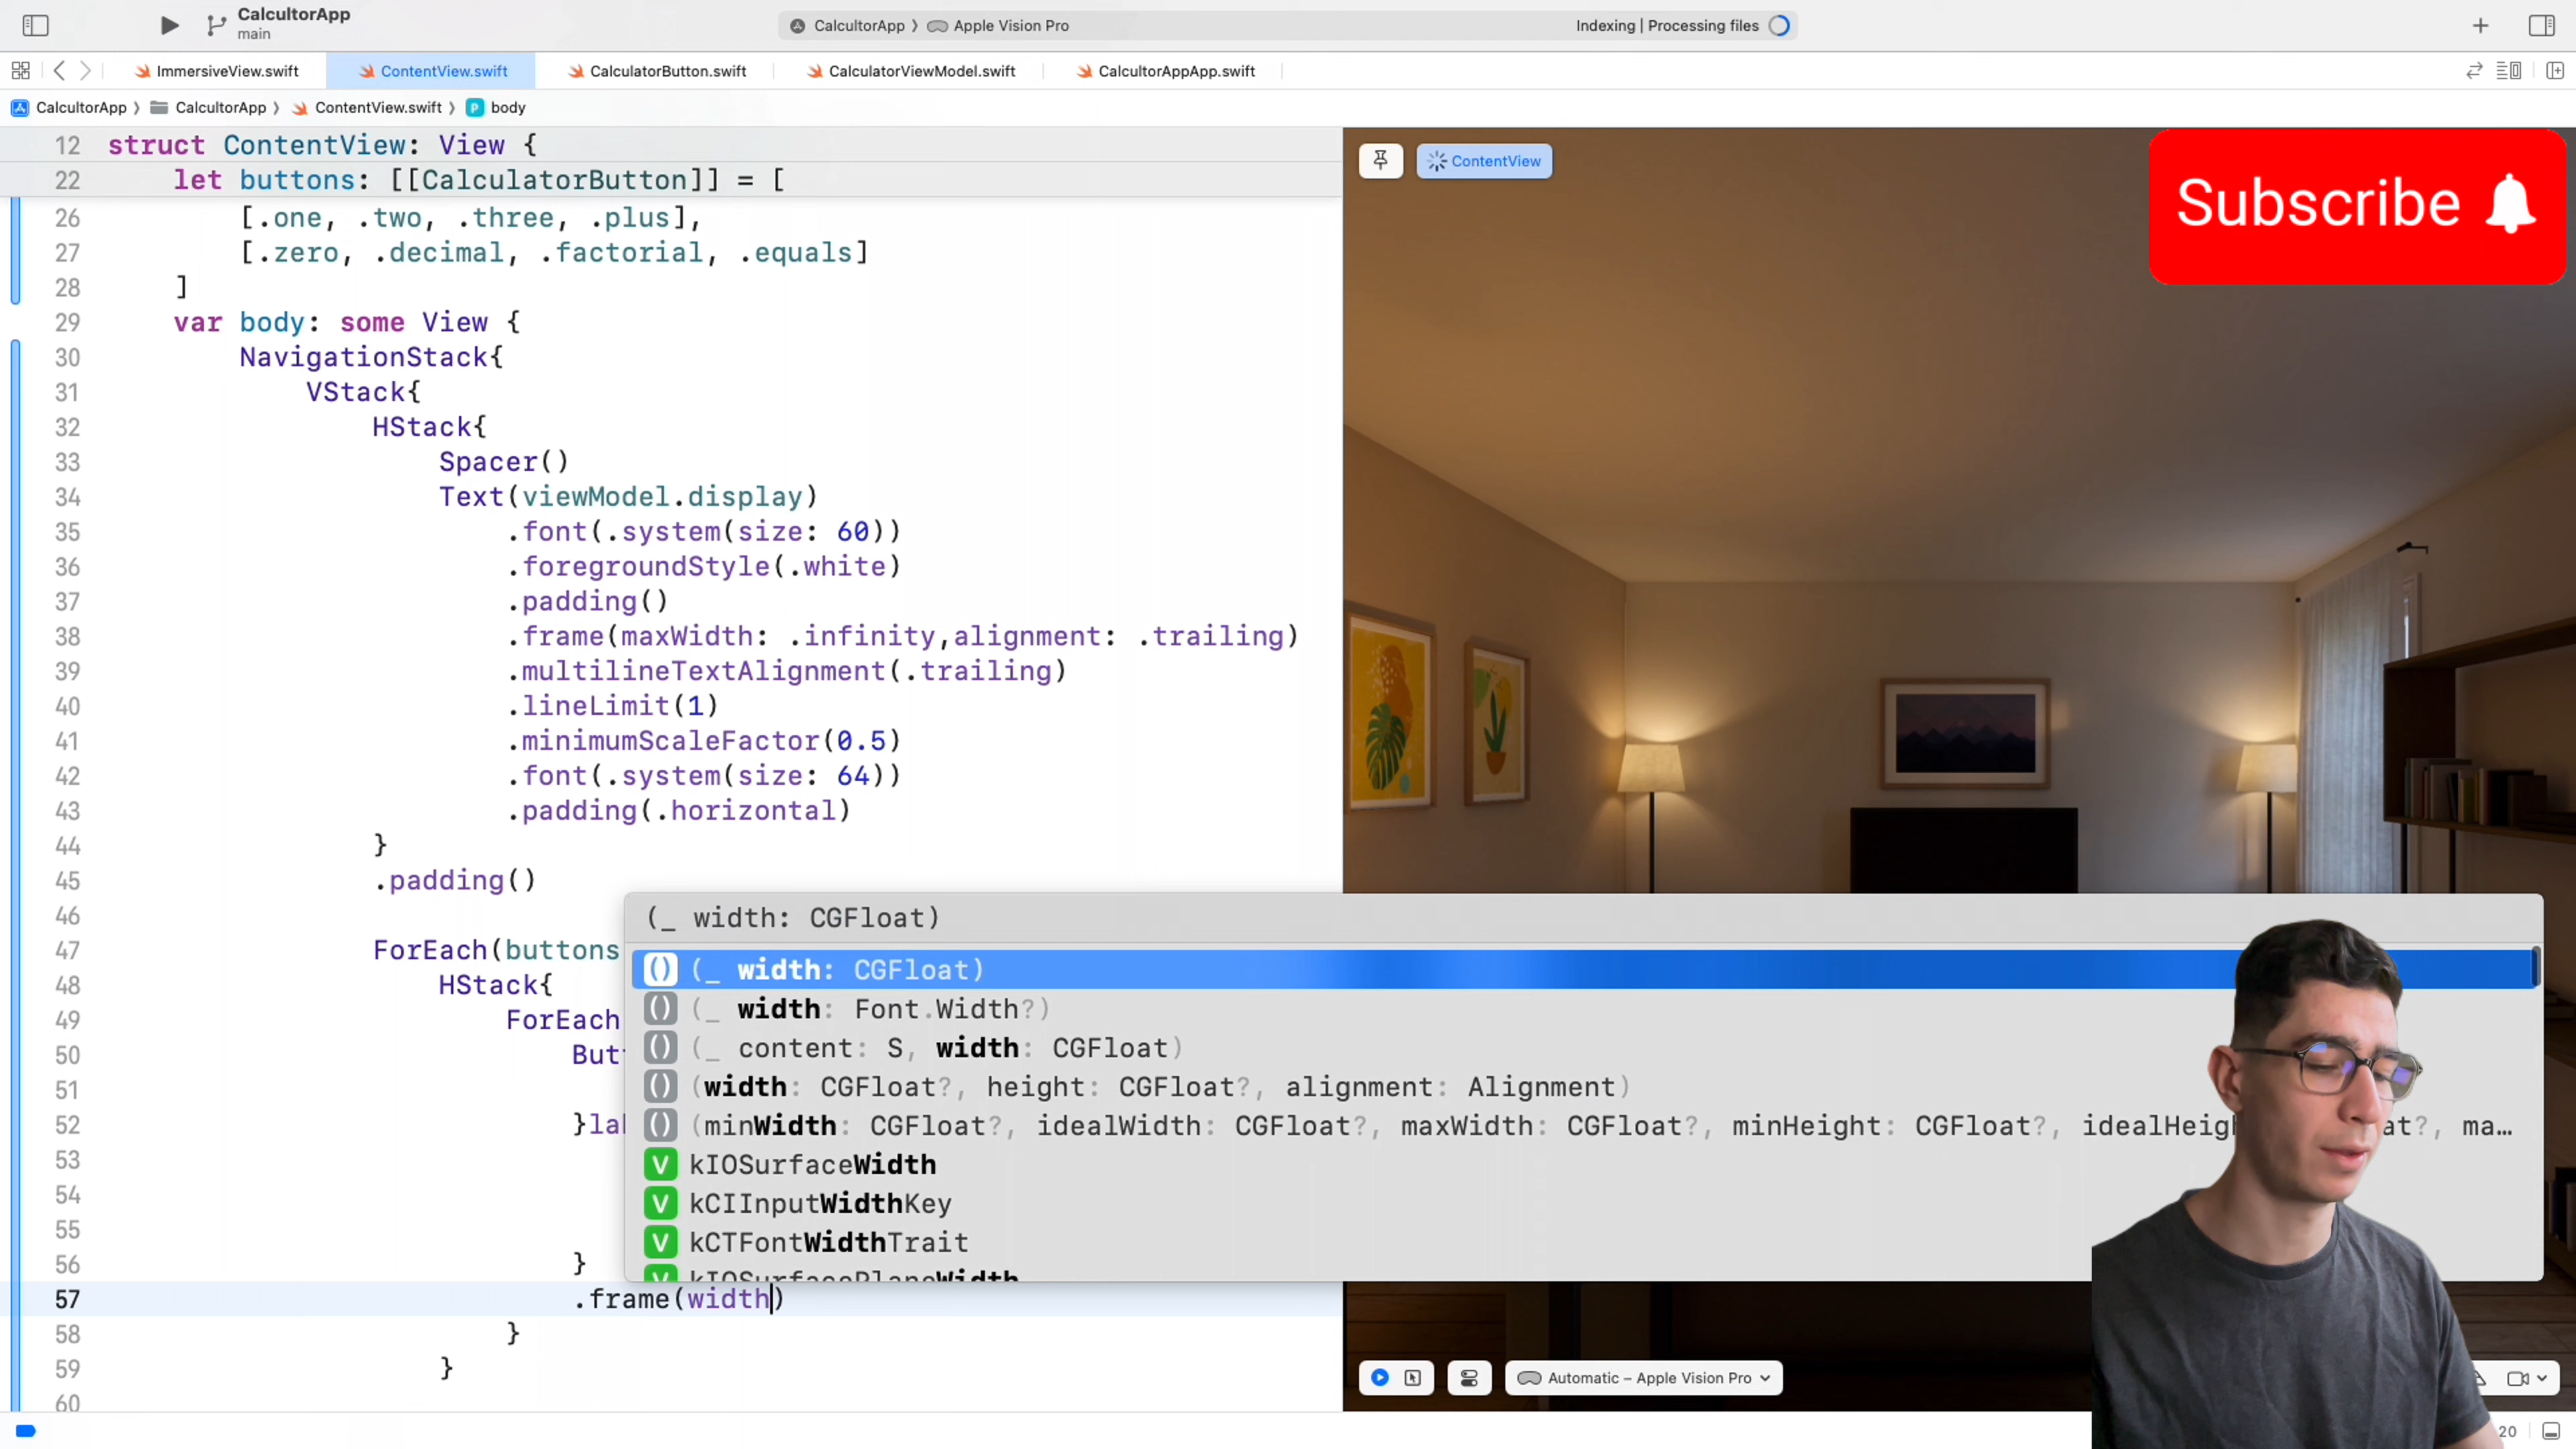 CalcultorApp
main
CalcultorApp
Apple Vision Pro
Indexing | Processing files
ImmersiveView.swift
ContentView.swift
CalculatorButton.swift
CalculatorViewModel.swift
CalcultorAppApp.swift
CalcultorApp
CalcultorApp
ContentView.swift
P body
12 struct ContentView: View {
22 let buttons: [[CalculatorButton]] = [
26 [.one, .two, .three, .plus],
27 [.zero, .decimal, .factorial, .equals]
28 ]
29 var body: some View {
30 NavigationStack{
31 VStack{
32 HStack{
33 Spacer()
34 Text(viewModel.display)
35 .font(.system(size: 60))
36 .foregroundStyle(.white)
37 .padding()
38 .frame(maxWidth: .infinity,alignment: .trailing)
39 .multilineTextAlignment(.trailing)
40 .lineLimit(1)
41 .minimumScaleFactor(0.5)
42 .font(.system(size: 64))
43 .padding(.horizontal)
44 }
45 .padding()
46
47 ForEach(buttons
48 HStack{
49 ForEach
50 But
51
52 }la
53
54
55
56 }
57 .frame(width)
58 }
59 }
60
(_ width: CGFloat)
() (_ width: CGFloat)
() (_ width: Font.Width?)
() (_ content: S, width: CGFloat)
() (width: CGFloat?, height: CGFloat?, alignment: Alignment)
() (minWidth: CGFloat?, idealWidth: CGFloat?, maxWidth: CGFloat?, minHeight: CGFloat?, idealHeig at?, ma…
V kIOSurfaceWidth
V kCIInputWidthKey
V kCTFontWidthTrait
V kIOSurfacePlaneWidth
ContentView
Subscribe
Automatic – Apple Vision Pro
20